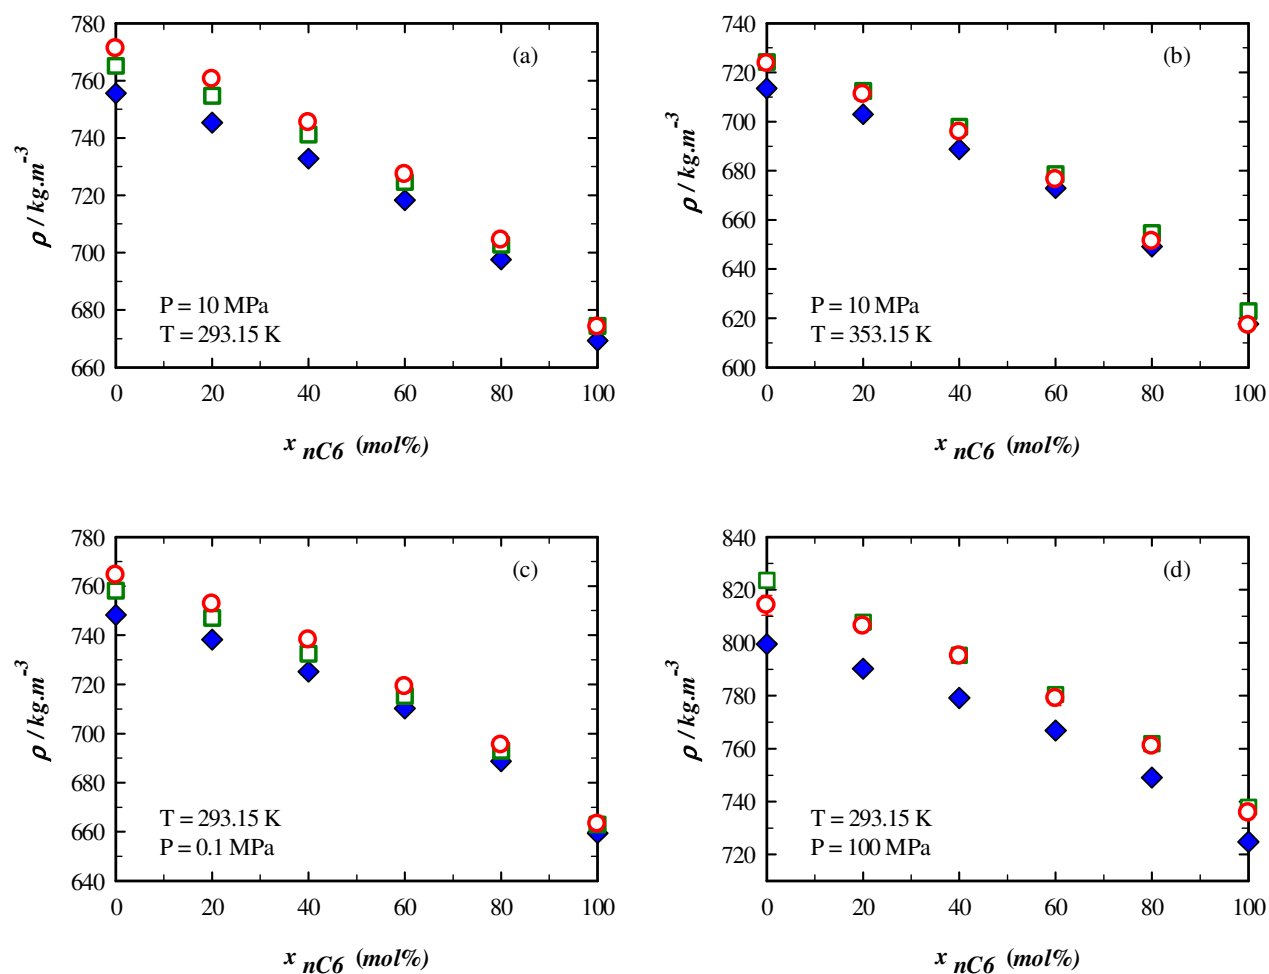 (a)
780
760
740
720
700
680
660
ρ / kg.m-3
P = 10 MPa
T = 293.15 K
0 20 40 60 80 100
x nC6 (mol%)
(b)
740
720
700
680
660
640
620
600
ρ / kg.m-3
P = 10 MPa
T = 353.15 K
0 20 40 60 80 100
x nC6 (mol%)
(c)
780
760
740
720
700
680
660
640
ρ / kg.m-3
T = 293.15 K
P = 0.1 MPa
0 20 40 60 80 100
x nC6 (mol%)
(d)
840
820
800
780
760
740
720
ρ / kg.m-3
T = 293.15 K
P = 100 MPa
0 20 40 60 80 100
x nC6 (mol%)